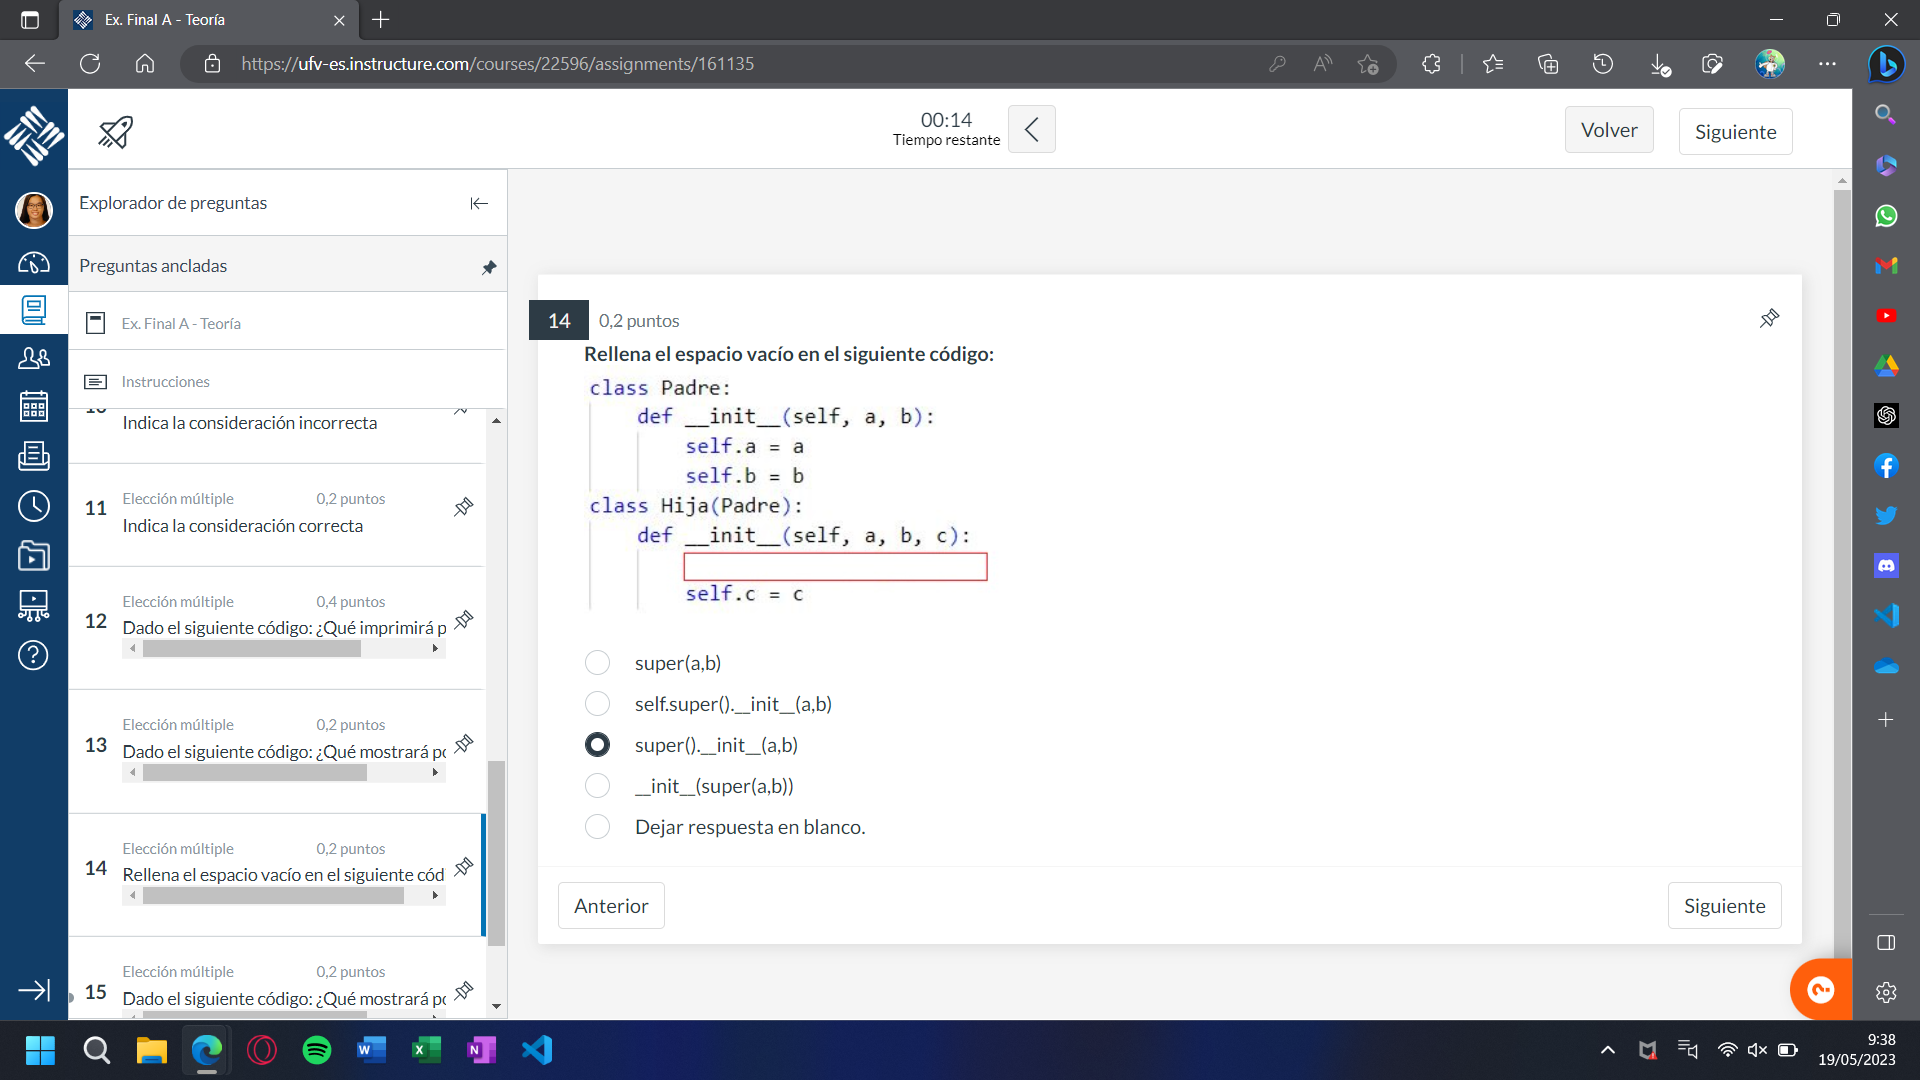 Ex. Final A - Teoría
https://ufv-es.instructure.com/courses/22596/assignments/161135
00:14
Tiempo restante
Volver
Siguiente
Explorador de preguntas
Preguntas ancladas
Ex. Final A - Teoría
Instrucciones
Indica la consideración incorrecta
11
Elección múltiple
0,2 puntos
Indica la consideración correcta
12
Elección múltiple
0,4 puntos
Dado el siguiente código: ¿Qué imprimirá p
13
Elección múltiple
0,2 puntos
Dado el siguiente código: ¿Qué mostrará po
14
Elección múltiple
0,2 puntos
Rellena el espacio vacío en el siguiente cód
15
Elección múltiple
0,2 puntos
Dado el siguiente código: ¿Qué mostrará po
14
0,2 puntos
Rellena el espacio vacío en el siguiente código:
class Padre:
def __init__(self, a, b):
self.a = a
self.b = b
class Hija(Padre):
def __init__(self, a, b, c):
self.c = c
super(a,b)
self.super().__init__(a,b)
super().__init__(a,b)
__init__(super(a,b))
Dejar respuesta en blanco.
Anterior
Siguiente
9:38
19/05/2023